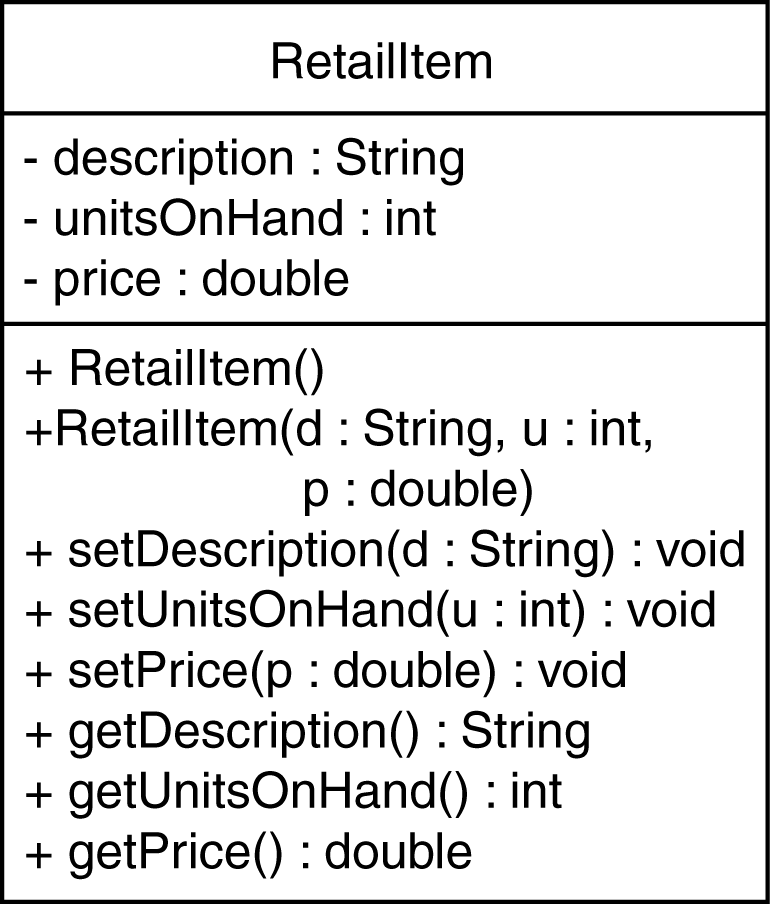 RetailItem
- description : String
- unitsOnHand : int
- price : double
+ RetailItem()
+RetailItem(d : String, u : int,
p : double)
+ setDescription(d : String) : void
+ setUnitsOnHand(u : int) : void
+ setPrice(p : double) : void
+ getDescription() : String
+ getUnitsOnHand() : int
+ getPrice() : double